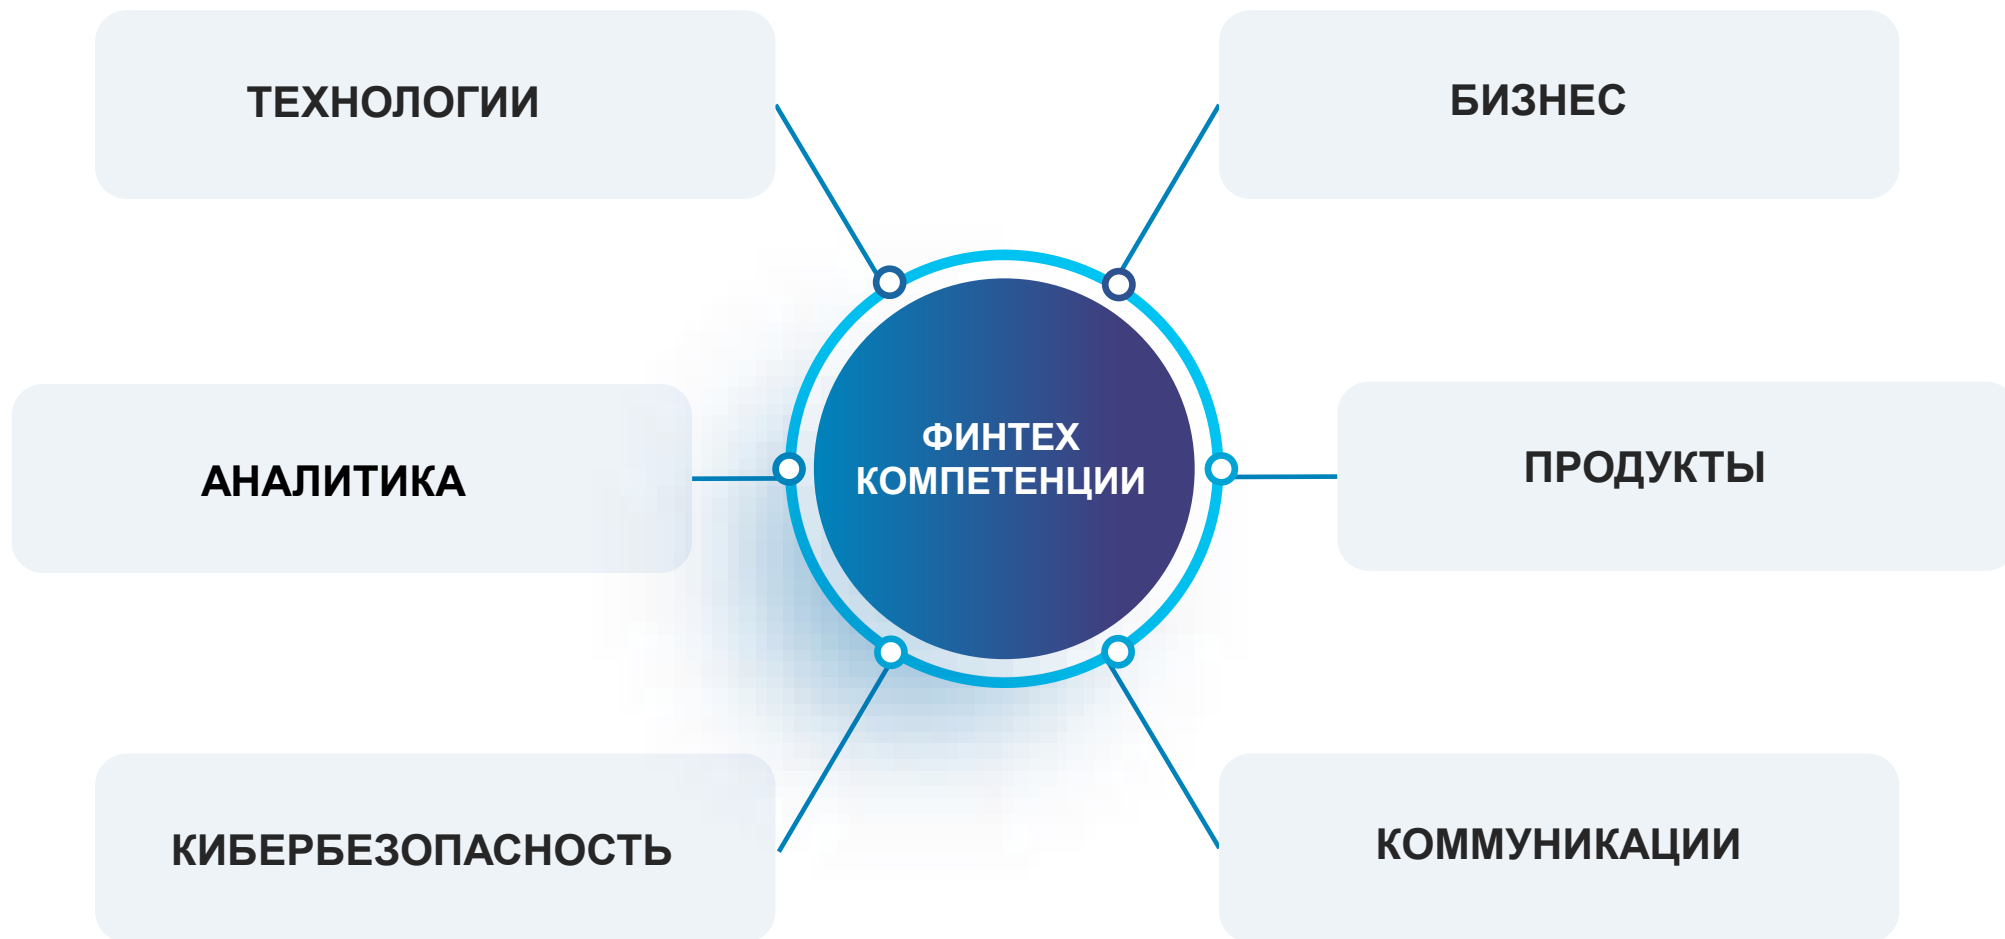 ТЕХНОЛОГИИ
БИЗНЕС
ФИНТЕХ
КОМПЕТЕНЦИИ
АНАЛИТИКА
ПРОДУКТЫ
КИБЕРБЕЗОПАСНОСТЬ
КОММУНИКАЦИИ